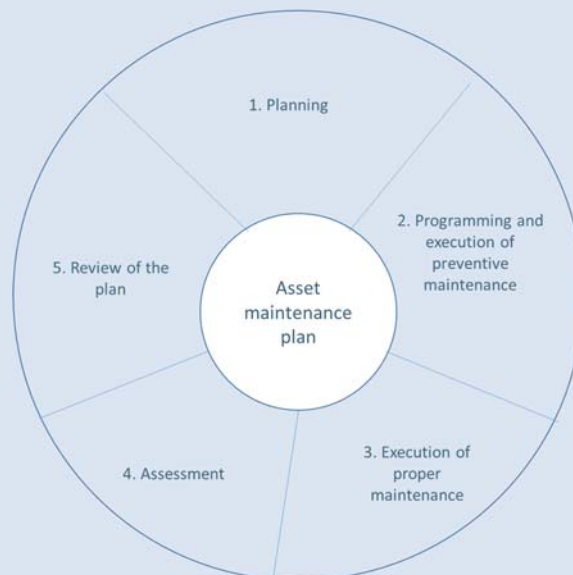 1. Planning
2. Programming and
execution of
preventive
maintenance
3. Execution of
proper
maintenance
4. Assessment
5. Review of the
plan
Asset
maintenance
plan